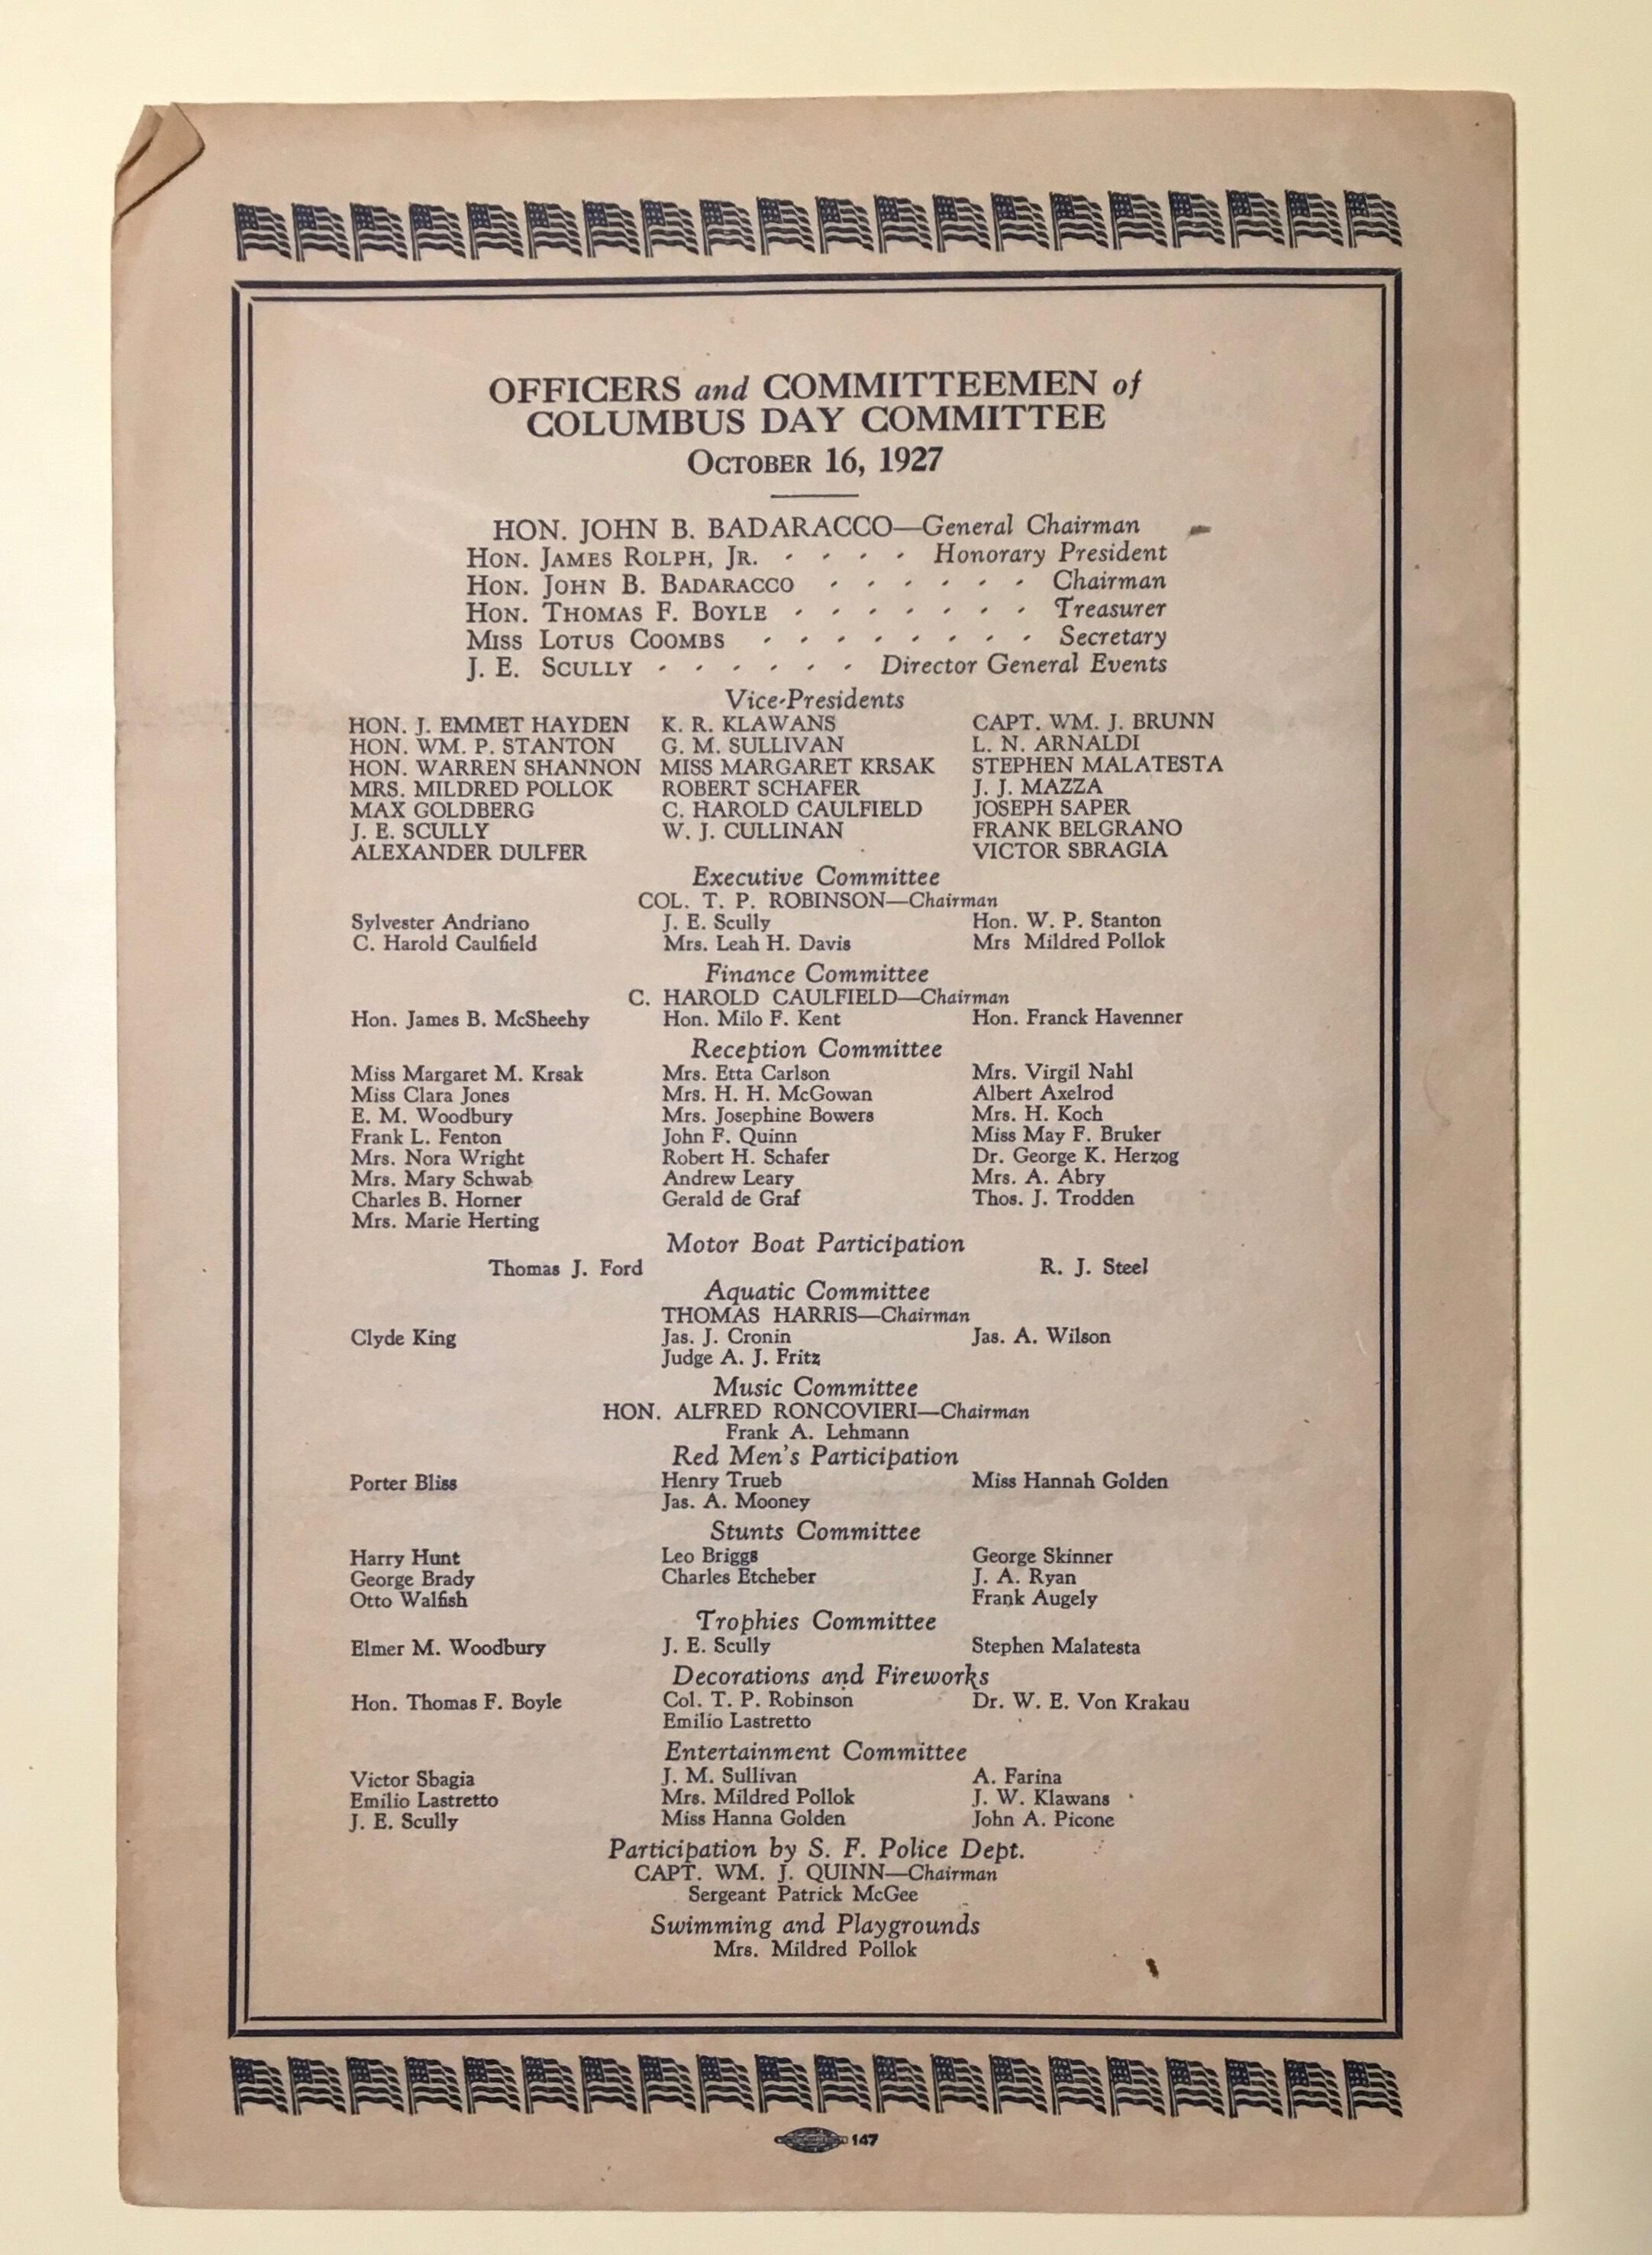 OFFICERS and COMMITTEEMEN of
COLUMBUS DAY COMMITTEE
OCTOBER 16, 1927
HON. JOHN B. BADARACCO—General Chairman
HON. JAMES ROLPH, JR. - - - - Honorary President
HON. JOHN B. BADARACCO - - - - - - Chairman
HON. THOMAS F. BOYLE - - - - - - - Treasurer
MISS LOTUS COOMBS - - - - - - - - Secretary
J. E. SCULLY - - - - - - Director General Events
Vice-Presidents
HON. J. EMMET HAYDEN K. R. KLAWANS CAPT. WM. J. BRUNN
HON. WM. P. STANTON G. M. SULLIVAN L. N. ARNALDI
HON. WARREN SHANNON MISS MARGARET KRSAK STEPHEN MALATESTA
MRS. MILDRED POLLOK ROBERT SCHAFER J. J. MAZZA
MAX GOLDBERG C. HAROLD CAULFIELD JOSEPH SAPER
J. E. SCULLY W. J. CULLINAN FRANK BELGRANO
ALEXANDER DULFER VICTOR SBRAGIA
Executive Committee
COL. T. P. ROBINSON—Chairman
Sylvester Andriano J. E. Scully Hon. W. P. Stanton
C. Harold Caulfield Mrs. Leah H. Davis Mrs Mildred Pollok
Finance Committee
C. HAROLD CAULFIELD—Chairman
Hon. James B. McSheehy Hon. Milo F. Kent Hon. Franck Havenner
Reception Committee
Miss Margaret M. Krsak Mrs. Etta Carlson Mrs. Virgil Nahl
Miss Clara Jones Mrs. H. H. McGowan Albert Axelrod
E. M. Woodbury Mrs. Josephine Bowers Mrs. H. Koch
Frank L. Fenton John F. Quinn Miss May F. Bruker
Mrs. Nora Wright Robert H. Schafer Dr. George K. Herzog
Mrs. Mary Schwab Andrew Leary Mrs. A. Abry
Charles B. Horner Gerald de Graf Thos. J. Trodden
Mrs. Marie Herting
Motor Boat Participation
Thomas J. Ford R. J. Steel
Aquatic Committee
THOMAS HARRIS—Chairman
Clyde King Jas. J. Cronin Jas. A. Wilson
Judge A. J. Fritz
Music Committee
HON. ALFRED RONCOVIERI—Chairman
Frank A. Lehmann
Red Men's Participation
Porter Bliss Henry Trueb Miss Hannah Golden
Jas. A. Mooney
Stunts Committee
Harry Hunt Leo Briggs George Skinner
George Brady Charles Etcheber J. A. Ryan
Otto Walfish Frank Augely
Trophies Committee
Elmer M. Woodbury J. E. Scully Stephen Malatesta
Decorations and Fireworks
Hon. Thomas F. Boyle Col. T. P. Robinson Dr. W. E. Von Krakau
Emilio Lastretto
Entertainment Committee
Victor Sbagia J. M. Sullivan A. Farina
Emilio Lastretto Mrs. Mildred Pollok J. W. Klawans
J. E. Scully Miss Hanna Golden John A. Picone
Participation by S. F. Police Dept.
CAPT. WM. J. QUINN—Chairman
Sergeant Patrick McGee
Swimming and Playgrounds
Mrs. Mildred Pollok
147